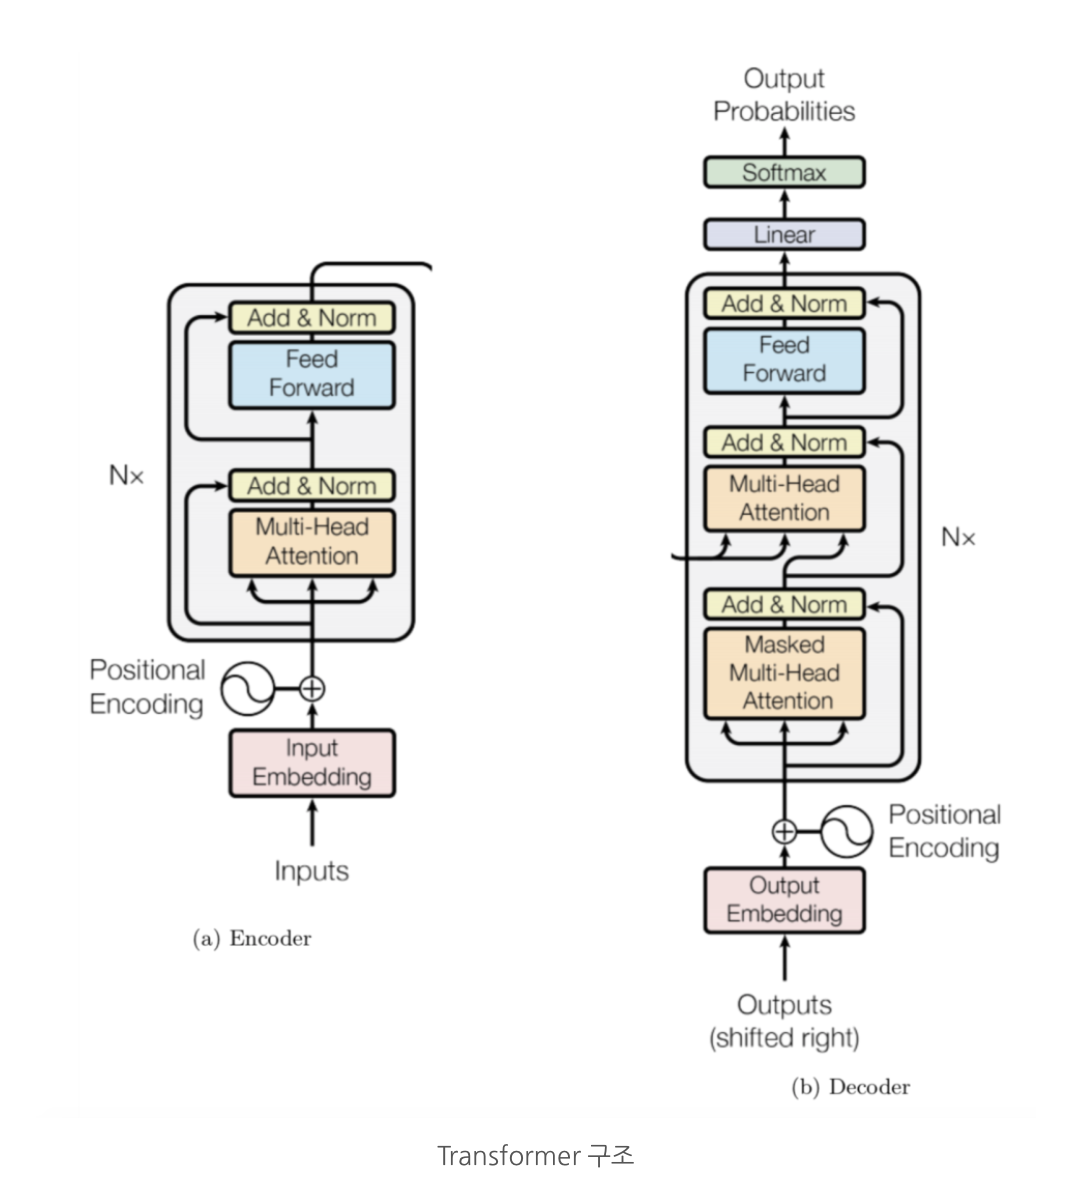 Add & Norm
Feed
Forward
Nx
Add & Norm
Multi-Head
Attention
Positional
Encoding
Input
Embedding
Inputs
(a) Encoder
Output
Probabilities
Softmax
Linear
Add & Norm
Feed
Forward
Add & Norm
Multi-Head
Attention
Nx
Add & Norm
Masked
Multi-Head
Attention
Positional
Encoding
Output
Embedding
Outputs
(shifted right)
(b) Decoder
Transformer 구조